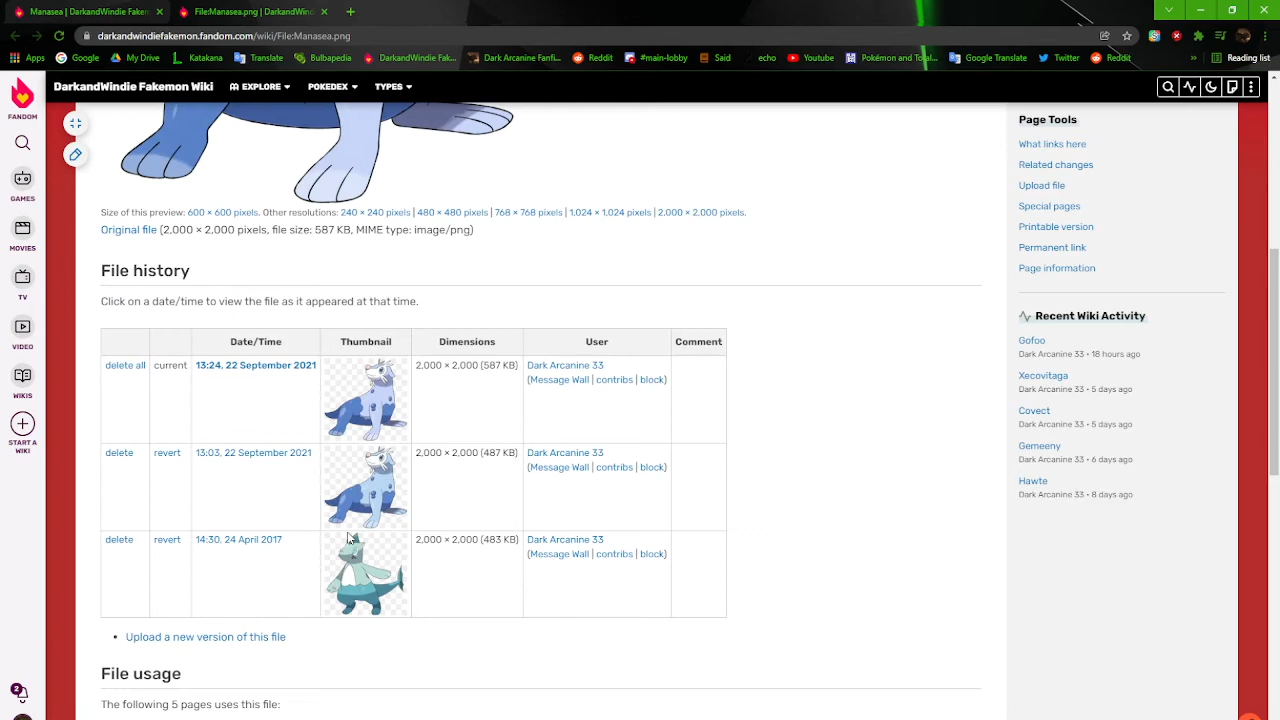 Manasea | DarkandWindie Fakem
File:Manasea.png | DarkandWind
darkandwindiefakemon.fandom.com/wiki/File:Manasea.png
Apps
Google
My Drive
Katakana
Translate
Bulbapedia
DarkandWindie Fak...
Dark Arcanine Fanfi...
Reddit
#main-lobby
Said
echo
YouTube
Pokémon and Total...
Google Translate
Twitter
Reddit
»
Reading list
DarkandWindie Fakemon Wiki
EXPLORE
POKEDEX
TYPES
FANDOM
GAMES
MOVIES
TV
VIDEO
WIKIS
START A
WIKI
2
Size of this preview: 600 × 600 pixels. Other resolutions: 240 × 240 pixels | 480 × 480 pixels | 768 × 768 pixels | 1,024 × 1,024 pixels | 2,000 × 2,000 pixels.
Original file (2,000 × 2,000 pixels, file size: 587 KB, MIME type: image/png)
File history
Click on a date/time to view the file as it appeared at that time.
Date/Time Thumbnail Dimensions User Comment
delete all current 13:24, 22 September 2021 2,000 × 2,000 (587 KB) Dark Arcanine 33
(Message Wall | contribs | block)
delete revert 13:03, 22 September 2021 2,000 × 2,000 (487 KB) Dark Arcanine 33
(Message Wall | contribs | block)
delete revert 14:30, 24 April 2017 2,000 × 2,000 (483 KB) Dark Arcanine 33
(Message Wall | contribs | block)
• Upload a new version of this file
File usage
The following 5 pages uses this file:
Page Tools
What links here
Related changes
Upload file
Special pages
Printable version
Permanent link
Page information
Recent Wiki Activity
Gofoo
Dark Arcanine 33 • 18 hours ago
Xecovitaga
Dark Arcanine 33 • 5 days ago
Covect
Dark Arcanine 33 • 5 days ago
Gemeeny
Dark Arcanine 33 • 6 days ago
Hawte
Dark Arcanine 33 • 8 days ago